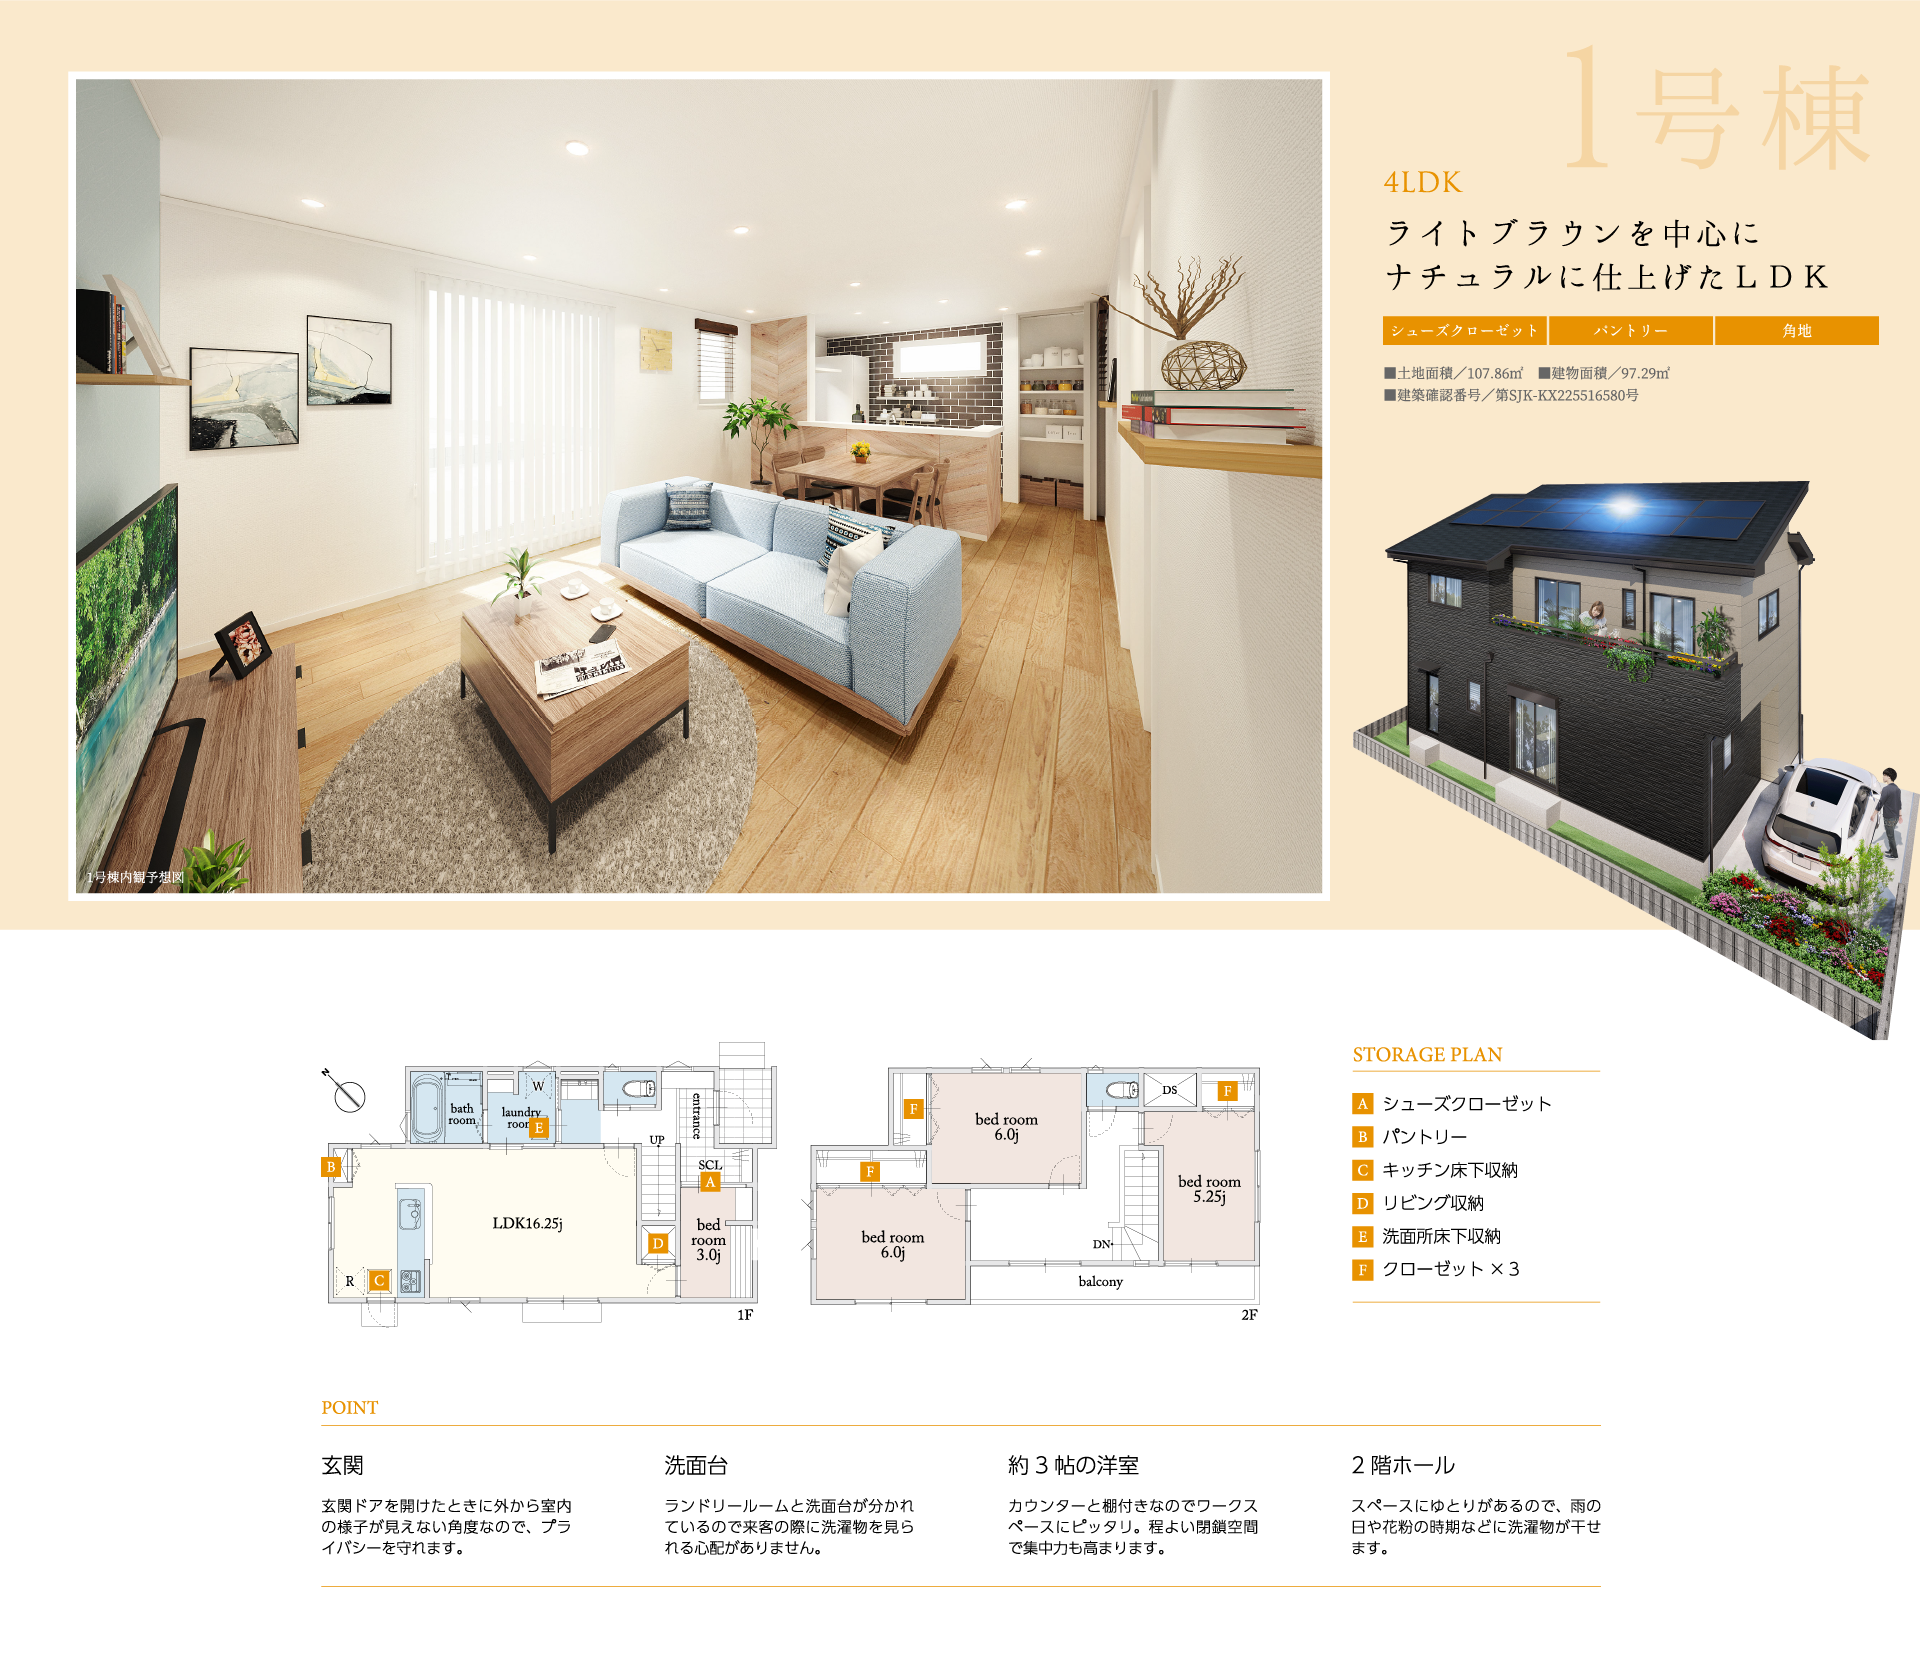 1号棟
4LDK
ライトブラウンを中心に
ナチュラルに仕上げたＬＤＫ
シューズクローゼット
パントリー
角地
■土地面積／107.86㎡　■建物面積／97.29㎡
■建築確認番号／第SJK-KX225516580号
1号棟内観予想図
N
bath
room
laundry
room
E
W
entrance
UP
SCL
A
B
LDK16.25j
D
bed
room
3.0j
R
C
1F
F
bed room
6.0j
DS
F
F
bed room
5.25j
bed room
6.0j
DN
balcony
2F
STORAGE PLAN
A シューズクローゼット
B パントリー
C キッチン床下収納
D リビング収納
E 洗面所床下収納
F クローゼット×3
POINT
玄関
玄関ドアを開けたときに外から室内
の様子が見えない角度なので、プラ
イバシーを守れます。
洗面台
ランドリールームと洗面台が分かれ
ているので来客の際に洗濯物を見ら
れる心配がありません。
約3帖の洋室
カウンターと棚付きなのでワークス
ペースにピッタリ。程よい閉鎖空間
で集中力も高まります。
2階ホール
スペースにゆとりがあるので、雨の
日や花粉の時期などに洗濯物が干せ
ます。